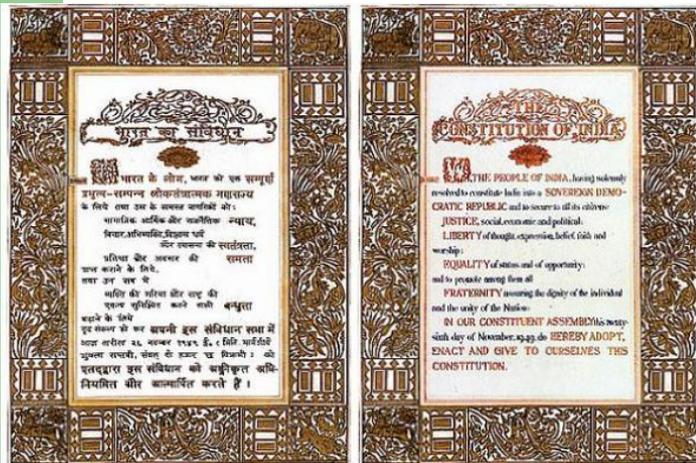 भारत का संविधान
हम भारत के लोग, भारत को एक सम्पूर्ण
प्रभुत्व-सम्पन्न लोकतंत्रात्मक गणराज्य
के लिये तथा उस के समस्त नागरिकों को:
सामाजिक आर्थिक और राजनैतिक न्याय,
विचार, अभिव्यक्ति, विश्वास धर्म
और उपासना की स्वतंत्रता,
प्रतिष्ठा और अवसर की समता
प्राप्त कराने के लिये,
तथा उन सब में
व्यक्ति की गरिमा और राष्ट्र की
एकता सुनिश्चित करने वाली बन्धुता
बढ़ाने के लिये
दृढ़ संकल्प हो कर अपनी इस संविधान सभा में
आज तारीख २६ नवम्बर १९४९ ई॰ ( मिति मार्गशीर्ष
शुक्ला सप्तमी, संवत् दो हजार छ विक्रमी ) को
एतद्द्वारा इस संविधान को अङ्गीकृत अधि-
नियमित और आत्मार्पित करते हैं ।
THE
CONSTITUTION OF INDIA
WE, THE PEOPLE OF INDIA, having solemnly
resolved to constitute India into a SOVEREIGN DEMO-
CRATIC REPUBLIC and to secure to all its citizens:
JUSTICE, social, economic and political;
LIBERTY of thought, expression, belief, faith and
worship;
EQUALITY of status and of opportunity;
and to promote among them all
FRATERNITY assuring the dignity of the individual
and the unity of the Nation;
IN OUR CONSTITUENT ASSEMBLY this twenty-
sixth day of November, 1949, do HEREBY ADOPT,
ENACT AND GIVE TO OURSELVES THIS
CONSTITUTION.